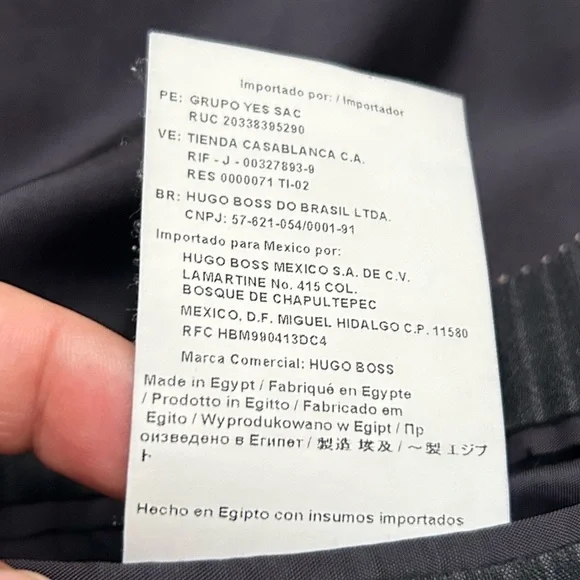 Importado por: / Importador
PE: GRUPO YES SAC
RUC 20338395290
VE: TIENDA CASABLANCA C.A.
RIF - J - 00327893-9
RES 0000071 TI-02
BR: HUGO BOSS DO BRASIL LTDA.
CNPJ: 57-621-054/0001-91
Importado para Mexico por:
HUGO BOSS MEXICO S.A. DE C.V.
LAMARTINE No. 415 COL.
BOSQUE DE CHAPULTEPEC
MEXICO, D.F. MIGUEL HIDALGO C.P. 11580
RFC HBM990413DC4
Marca Comercial: HUGO BOSS
Made in Egypt / Fabriqué en Egypte
/ Prodotto in Egitto / Fabricado em
Egito / Wyprodukowano w Egipt / Пр
оизведено в Египет / 製造 埃及 / ～製 エジプ
ト
Hecho en Egipto con insumos importados